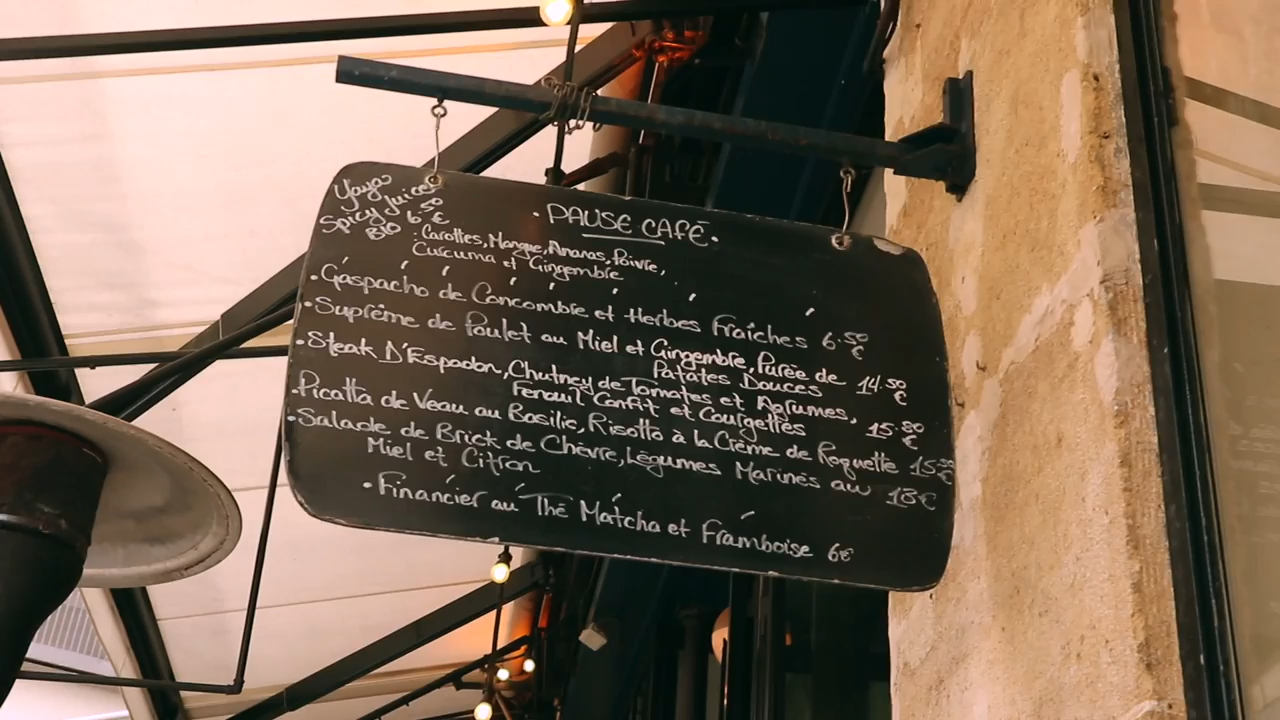 Yaya
Spicy Juice
Bio 6.50 €
. PAUSE CAFÉ .
: Carottes, Mangue, Ananas, Poivre,
Curcuma et Gingembre
. Gaspacho de Concombre et Herbes Fraîches 6.50 €
. Suprême de Poulet au Miel et Gingembre, Purée de
Patates Douces 14.50 €
. Steak D'Espadon, Chutney de Tomates et Agrumes,
Fenouil Confit et Courgettes 15.80 €
. Picatta de Veau au Basilic, Risotto à la Crème de Roquette 15.50 €
. Salade de Brick de Chèvre, Légumes Marinés au
Miel et Citron 13€
. Financier au Thé Matcha et Framboise 6€